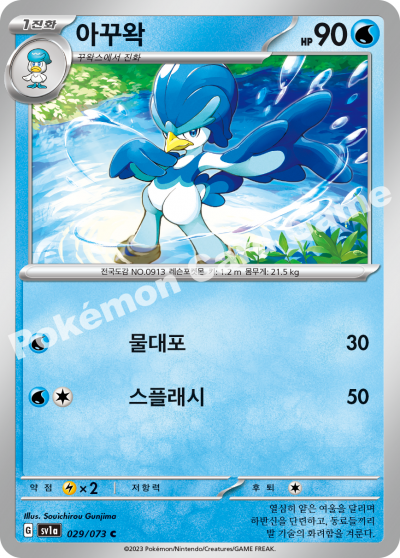 1진화
아꾸왁
HP 90
꾸왁스에서 진화
전국도감 NO.0913 레슨포켓몬 키: 1.2 m 몸무게: 21.5 kg
Pokémon Card Game
물대포 30
스플래시 50
약점 ×2 저항력 후퇴
Illus. Souichirou Gunjima
G sv1a 029/073 C
열심히 얕은 여울을 달리며
하반신을 단련하고, 동료들끼리
발 기술의 화려함을 겨룬다.
©2023 Pokémon/Nintendo/Creatures/GAME FREAK.